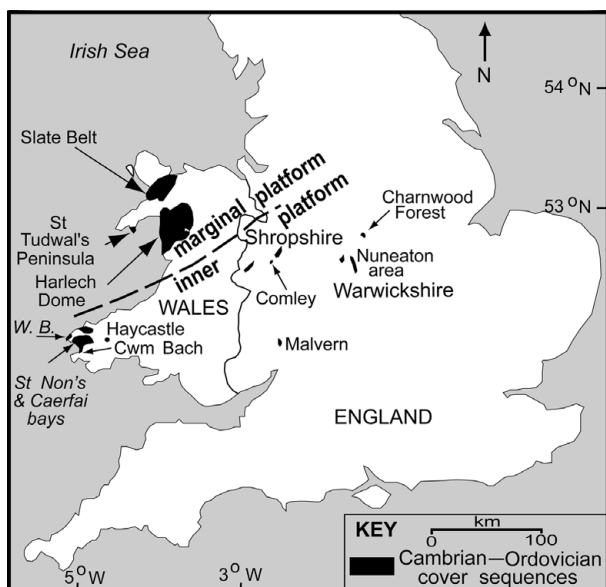 Irish Sea
N
54°N
Slate Belt
53°N
marginal platform
inner platform
Charnwood
Forest
St
Tudwal's
Peninsula
Shropshire
Nuneaton
area
Harlech
Dome
Comley
Warwickshire
WALES
W. B.
Haycastle
Cwm Bach
Malvern
St Non's
& Caerfai
bays
ENGLAND
KEY
km
0 100
Cambrian—Ordovician
cover sequences
5°W
3°W